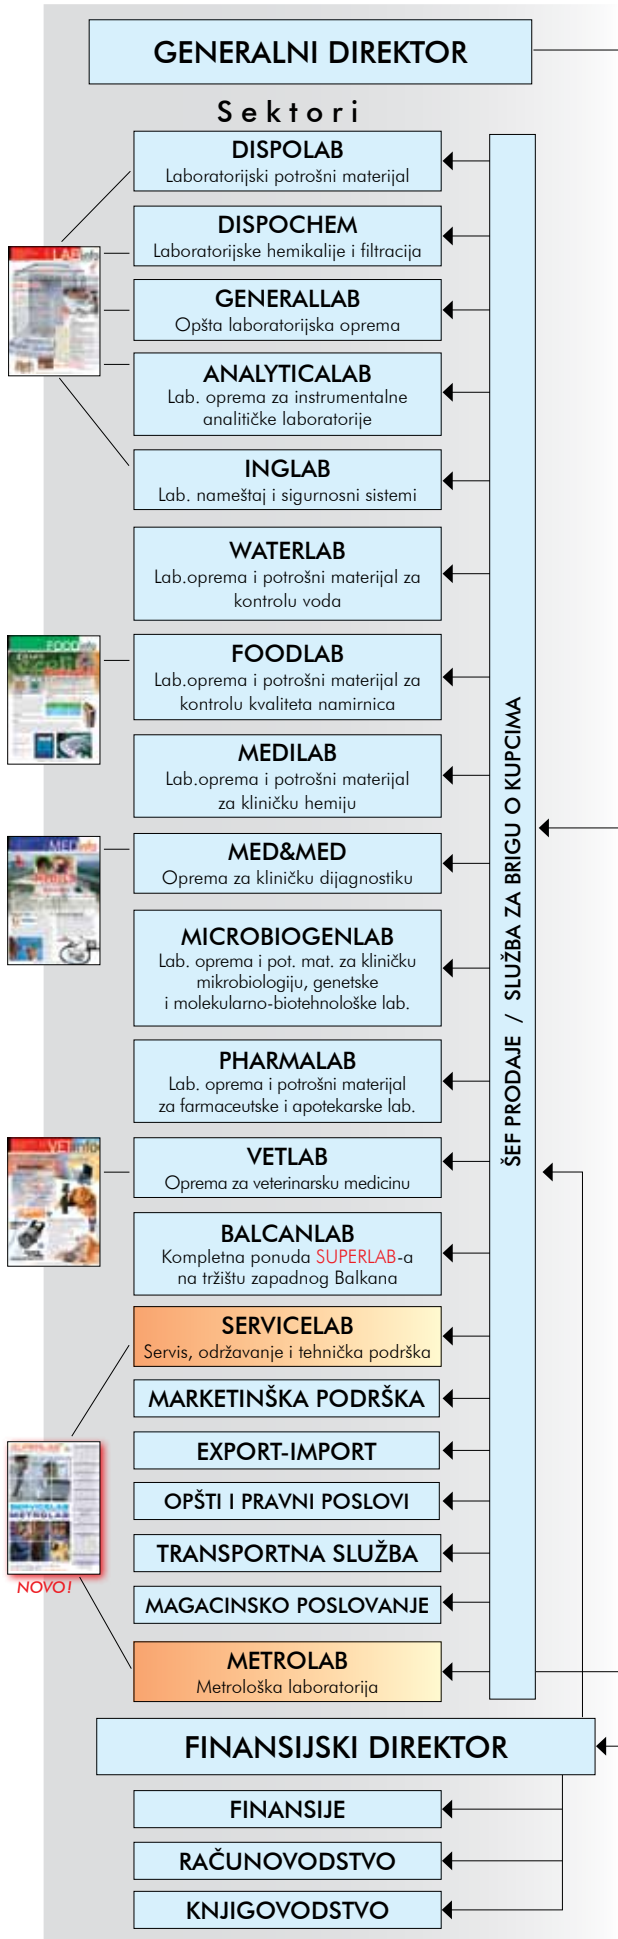 GENERALNI DIREKTOR
Sektori
DISPOLAB
Laboratorijski potrošni materijal
DISPOCHEM
Laboratorijske hemikalije i filtracija
LABinfo
GENERALLAB
Opšta laboratorijska oprema
ANALYTICALAB
Lab. oprema za instrumentalne
analitičke laboratorije
INGLAB
Lab. nameštaj i sigurnosni sistemi
WATERLAB
Lab.oprema i potrošni materijal za
kontrolu voda
FOODinfo
FOODLAB
Lab.oprema i potrošni materijal za
kontrolu kvaliteta namirnica
MEDILAB
Lab.oprema i potrošni materijal
za kliničku hemiju
MEDinfo
MED&MED
Oprema za kliničku dijagnostiku
MICROBIOGENLAB
Lab. oprema i pot. mat. za kliničku
mikrobiologiju, genetske
i molekularno-biotehnološke lab.
PHARMALAB
Lab. oprema i potrošni materijal
za farmaceutske i apotekarske lab.
VETinfo
VETLAB
Oprema za veterinarsku medicinu
BALCANLAB
Kompletna ponuda SUPERLAB-a
na tržištu zapadnog Balkana
SERVICELAB
Servis, održavanje i tehnička podrška
MARKETINŠKA PODRŠKA
EXPORT-IMPORT
OPŠTI I PRAVNI POSLOVI
SERVICELAB
METROLAB
NOVO!
TRANSPORTNA SLUŽBA
MAGACINSKO POSLOVANJE
METROLAB
Metrološka laboratorija
ŠEF PRODAJE / SLUŽBA ZA BRIGU O KUPCIMA
FINANSIJSKI DIREKTOR
FINANSIJE
RAČUNOVODSTVO
KNJIGOVODSTVO